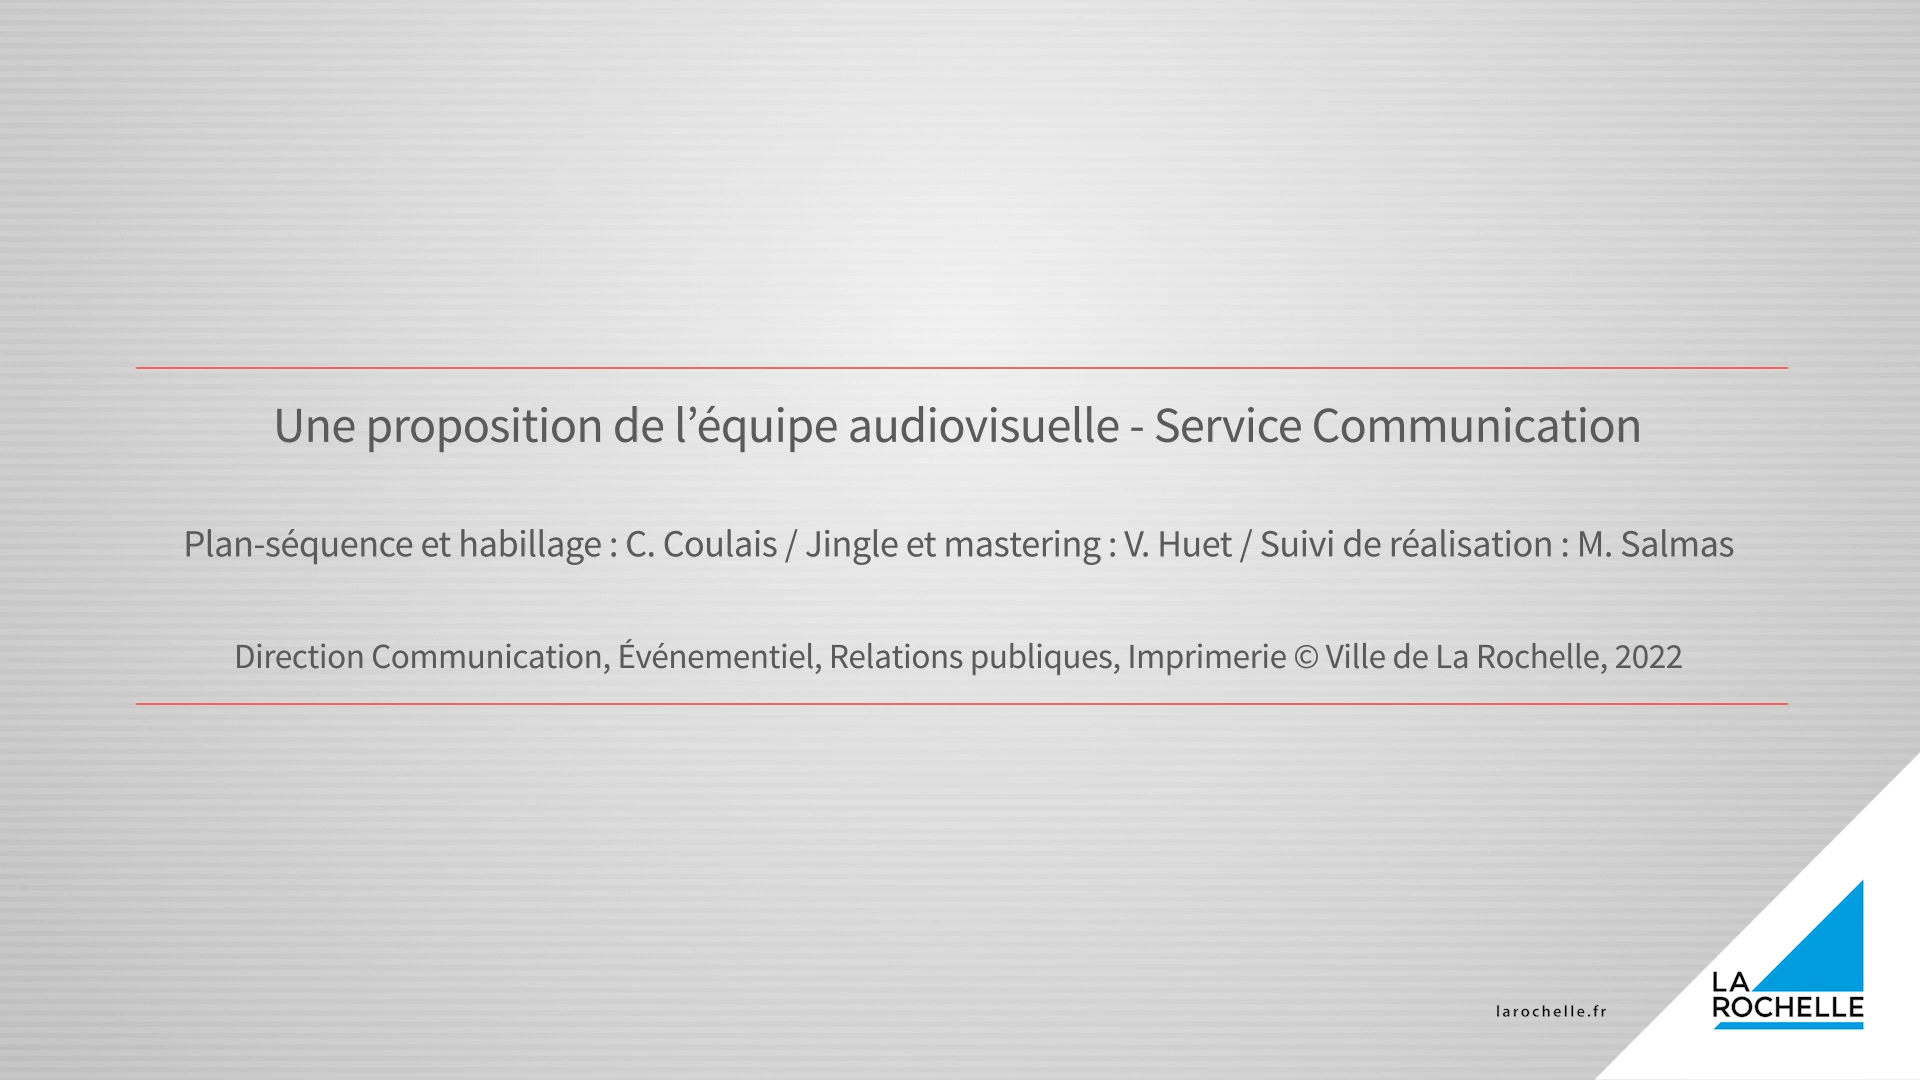 Une proposition de l’équipe audiovisuelle - Service Communication
Plan-séquence et habillage : C. Coulais / Jingle et mastering : V. Huet / Suivi de réalisation : M. Salmas
Direction Communication, Événementiel, Relations publiques, Imprimerie © Ville de La Rochelle, 2022
larochelle.fr
LA
ROCHELLE